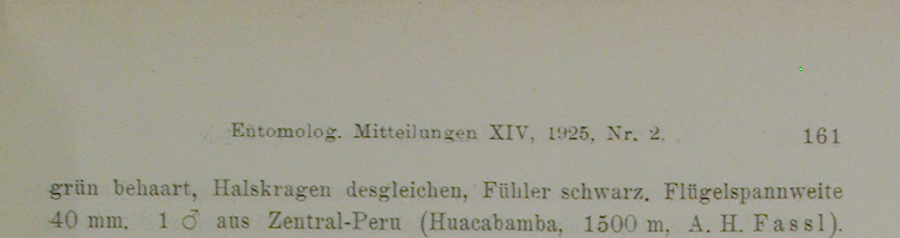 Entomolog. Mitteilungen XIV, 1925, Nr. 2. 161
grün behaart, Halskragen desgleichen, Fühler schwarz. Flügelspannweite
40 mm. 1 ♂ aus Zentral-Peru (Huacabamba, 1500 m, A. H. Fassl).